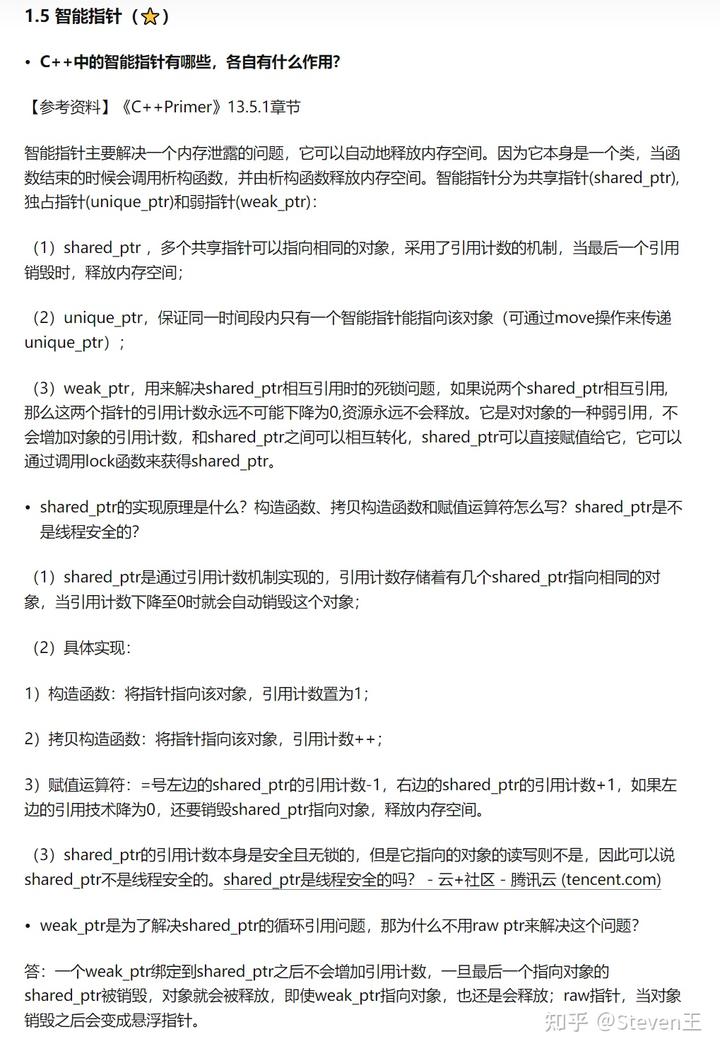 1.5 智能指针（⭐）
• C++中的智能指针有哪些，各自有什么作用？
【参考资料】《C++Primer》13.5.1章节
智能指针主要解决一个内存泄露的问题，它可以自动地释放内存空间。因为它本身是一个类，当函
数结束的时候会调用析构函数，并由析构函数释放内存空间。智能指针分为共享指针(shared_ptr),
独占指针(unique_ptr)和弱指针(weak_ptr)：
（1）shared_ptr ，多个共享指针可以指向相同的对象，采用了引用计数的机制，当最后一个引用
销毁时，释放内存空间；
（2）unique_ptr，保证同一时间段内只有一个智能指针能指向该对象（可通过move操作来传递
unique_ptr）；
（3）weak_ptr，用来解决shared_ptr相互引用时的死锁问题，如果说两个shared_ptr相互引用,
那么这两个指针的引用计数永远不可能下降为0,资源永远不会释放。它是对对象的一种弱引用，不
会增加对象的引用计数，和shared_ptr之间可以相互转化，shared_ptr可以直接赋值给它，它可以
通过调用lock函数来获得shared_ptr。
• shared_ptr的实现原理是什么？构造函数、拷贝构造函数和赋值运算符怎么写？shared_ptr是不
是线程安全的？
（1）shared_ptr是通过引用计数机制实现的，引用计数存储着有几个shared_ptr指向相同的对
象，当引用计数下降至0时就会自动销毁这个对象；
（2）具体实现：
1）构造函数：将指针指向该对象，引用计数置为1；
2）拷贝构造函数：将指针指向该对象，引用计数++；
3）赋值运算符：=号左边的shared_ptr的引用计数-1，右边的shared_ptr的引用计数+1，如果左
边的引用技术降为0，还要销毁shared_ptr指向对象，释放内存空间。
（3）shared_ptr的引用计数本身是安全且无锁的，但是它指向的对象的读写则不是，因此可以说
shared_ptr不是线程安全的。shared_ptr是线程安全的吗？ - 云+社区 - 腾讯云 (tencent.com)
• weak_ptr是为了解决shared_ptr的循环引用问题，那为什么不用raw ptr来解决这个问题？
答：一个weak_ptr绑定到shared_ptr之后不会增加引用计数，一旦最后一个指向对象的
shared_ptr被销毁，对象就会被释放，即使weak_ptr指向对象，也还是会释放；raw指针，当对象
销毁之后会变成悬浮指针。
知乎 @Steven王